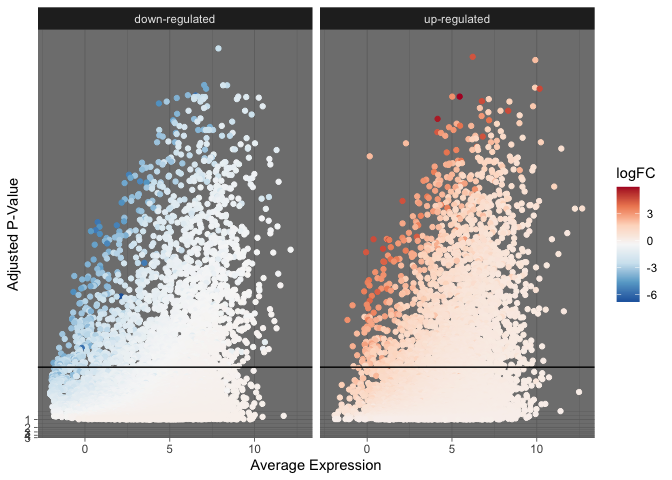 down-regulated
up-regulated
Adjusted P-Value
1
3
0
5
10
0
5
10
Average Expression
logFC
3
0
-3
-6